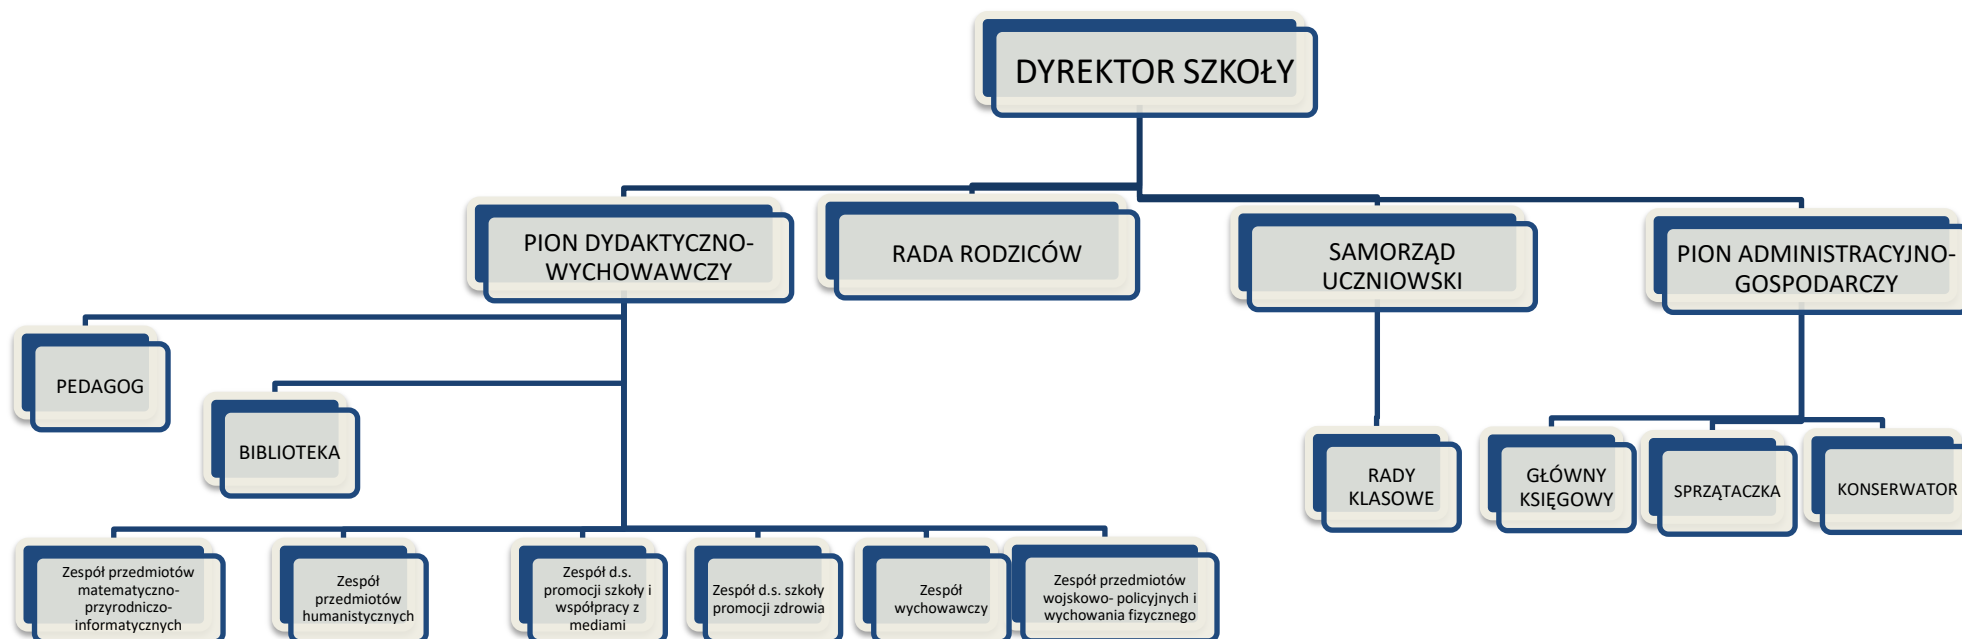 DYREKTOR SZKOŁY
PION DYDAKTYCZNO-
WYCHOWAWCZY
RADA RODZICÓW
SAMORZĄD
UCZNIOWSKI
PION ADMINISTRACYJNO-
GOSPODARCZY
PEDAGOG
BIBLIOTEKA
RADY
KLASOWE
GŁÓWNY
KSIĘGOWY
SPRZĄTACZKA
KONSERWATOR
Zespół przedmiotów
matematyczno-
przyrodniczo-
informatycznych
Zespół
przedmiotów
humanistycznych
Zespół d.s.
promocji szkoły i
współpracy z
mediami
Zespół d.s. szkoły
promocji zdrowia
Zespół
wychowawczy
Zespół przedmiotów
wojskowo- policyjnych i
wychowania fizycznego